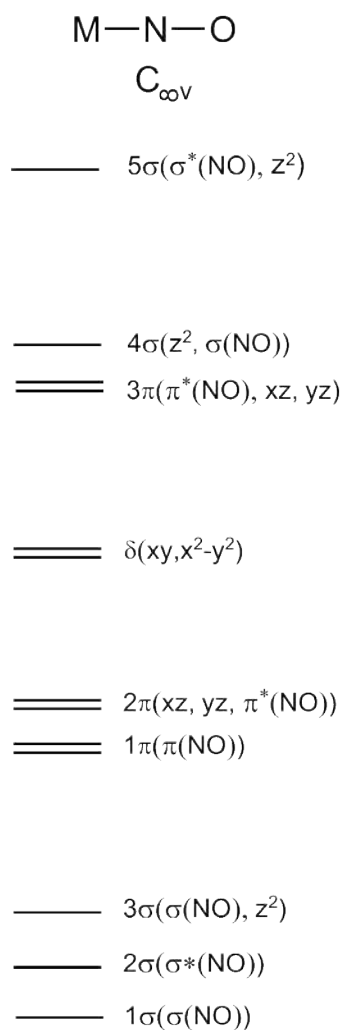 M—N—O
C∞v
5σ(σ*(NO), z²)
4σ(z², σ(NO))
3π(π*(NO), xz, yz)
δ(xy,x²-y²)
2π(xz, yz, π*(NO))
1π(π(NO))
3σ(σ(NO), z²)
2σ(σ*(NO))
1σ(σ(NO))